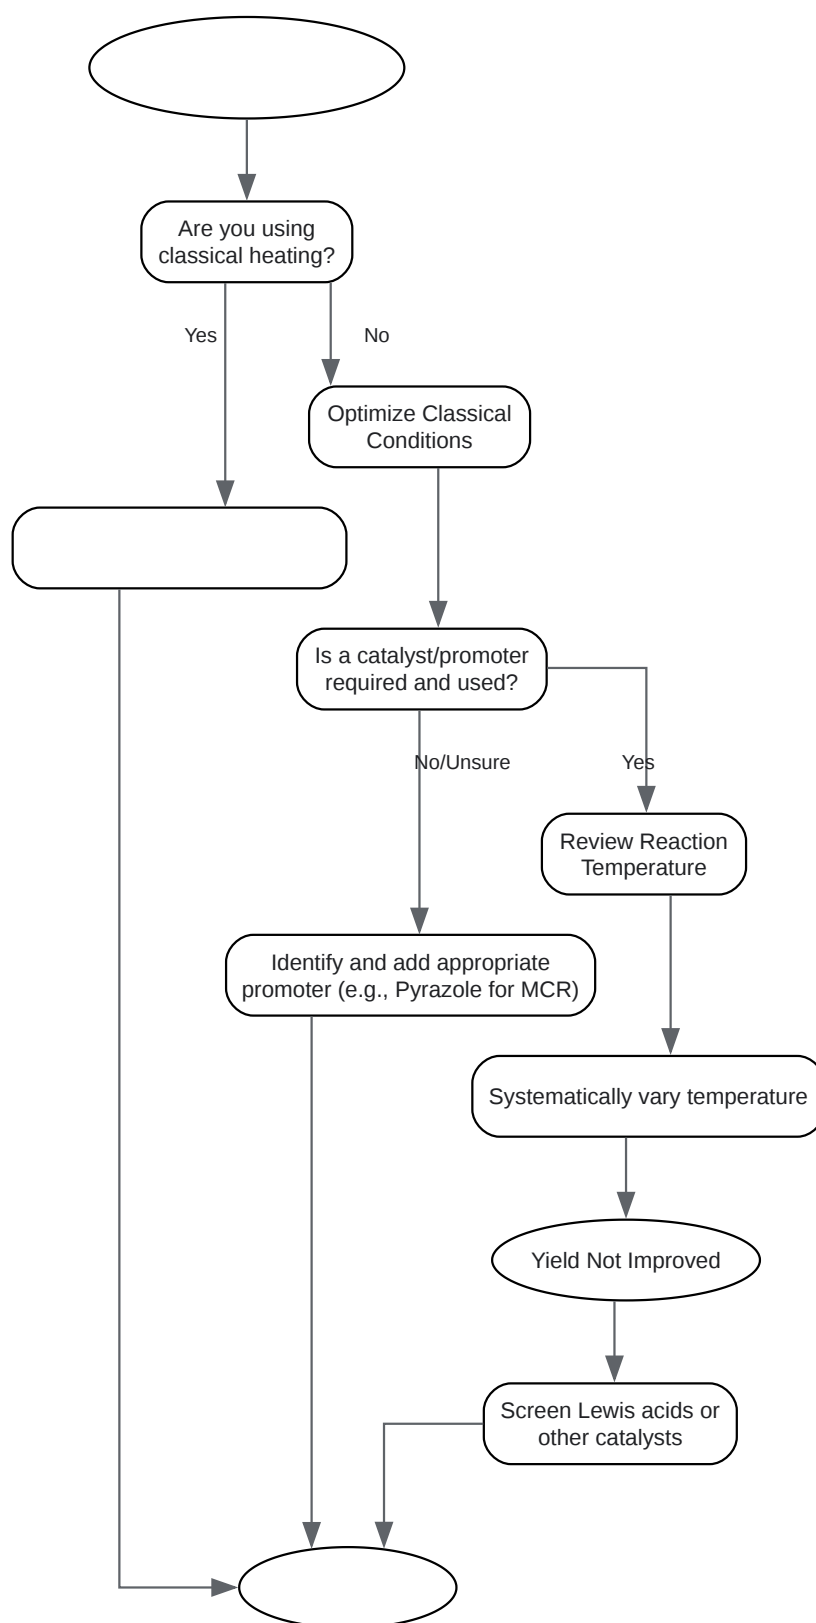 Are you using
classical heating?
Yes
No
Optimize Classical
Conditions
Is a catalyst/promoter
required and used?
No/Unsure
Yes
Review Reaction
Temperature
Identify and add appropriate
promoter (e.g., Pyrazole for MCR)
Systematically vary temperature
Yield Not Improved
Screen Lewis acids or
other catalysts